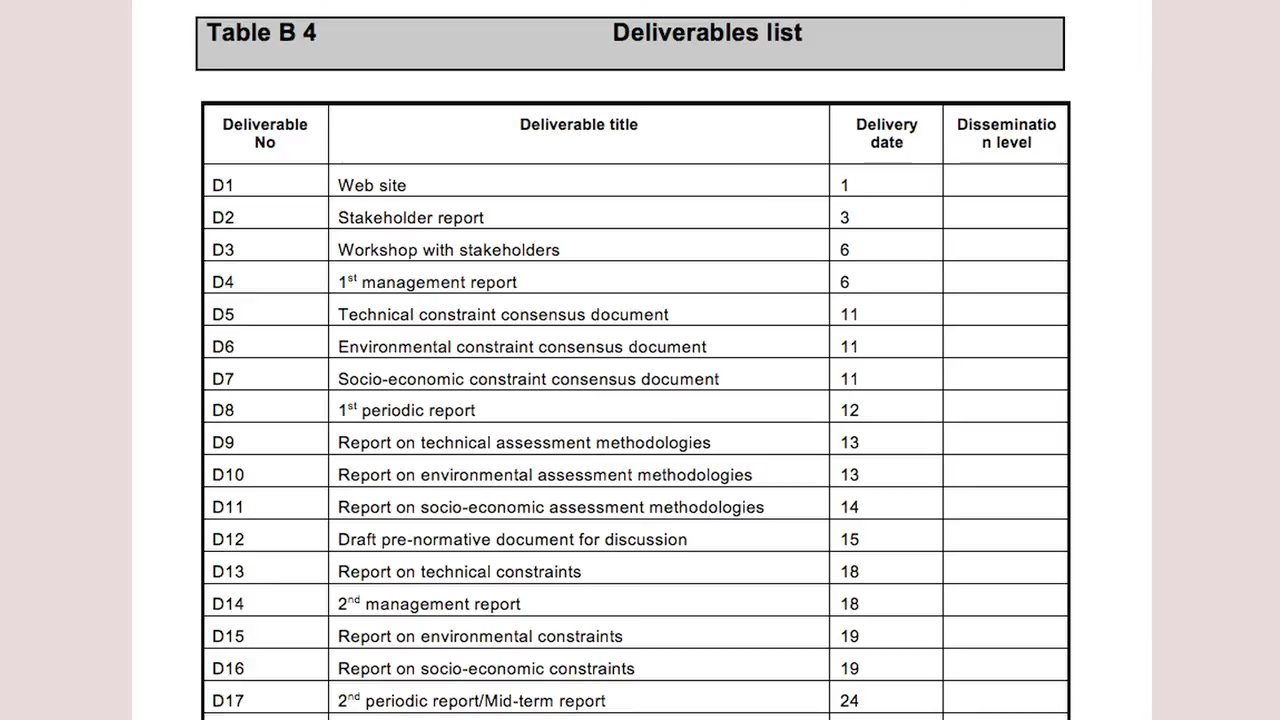 Table B 4 Deliverables list
Deliverable No Deliverable title Delivery date Disseminatio n level
D1 Web site 1
D2 Stakeholder report 3
D3 Workshop with stakeholders 6
D4 1st management report 6
D5 Technical constraint consensus document 11
D6 Environmental constraint consensus document 11
D7 Socio-economic constraint consensus document 11
D8 1st periodic report 12
D9 Report on technical assessment methodologies 13
D10 Report on environmental assessment methodologies 13
D11 Report on socio-economic assessment methodologies 14
D12 Draft pre-normative document for discussion 15
D13 Report on technical constraints 18
D14 2nd management report 18
D15 Report on environmental constraints 19
D16 Report on socio-economic constraints 19
D17 2nd periodic report/Mid-term report 24